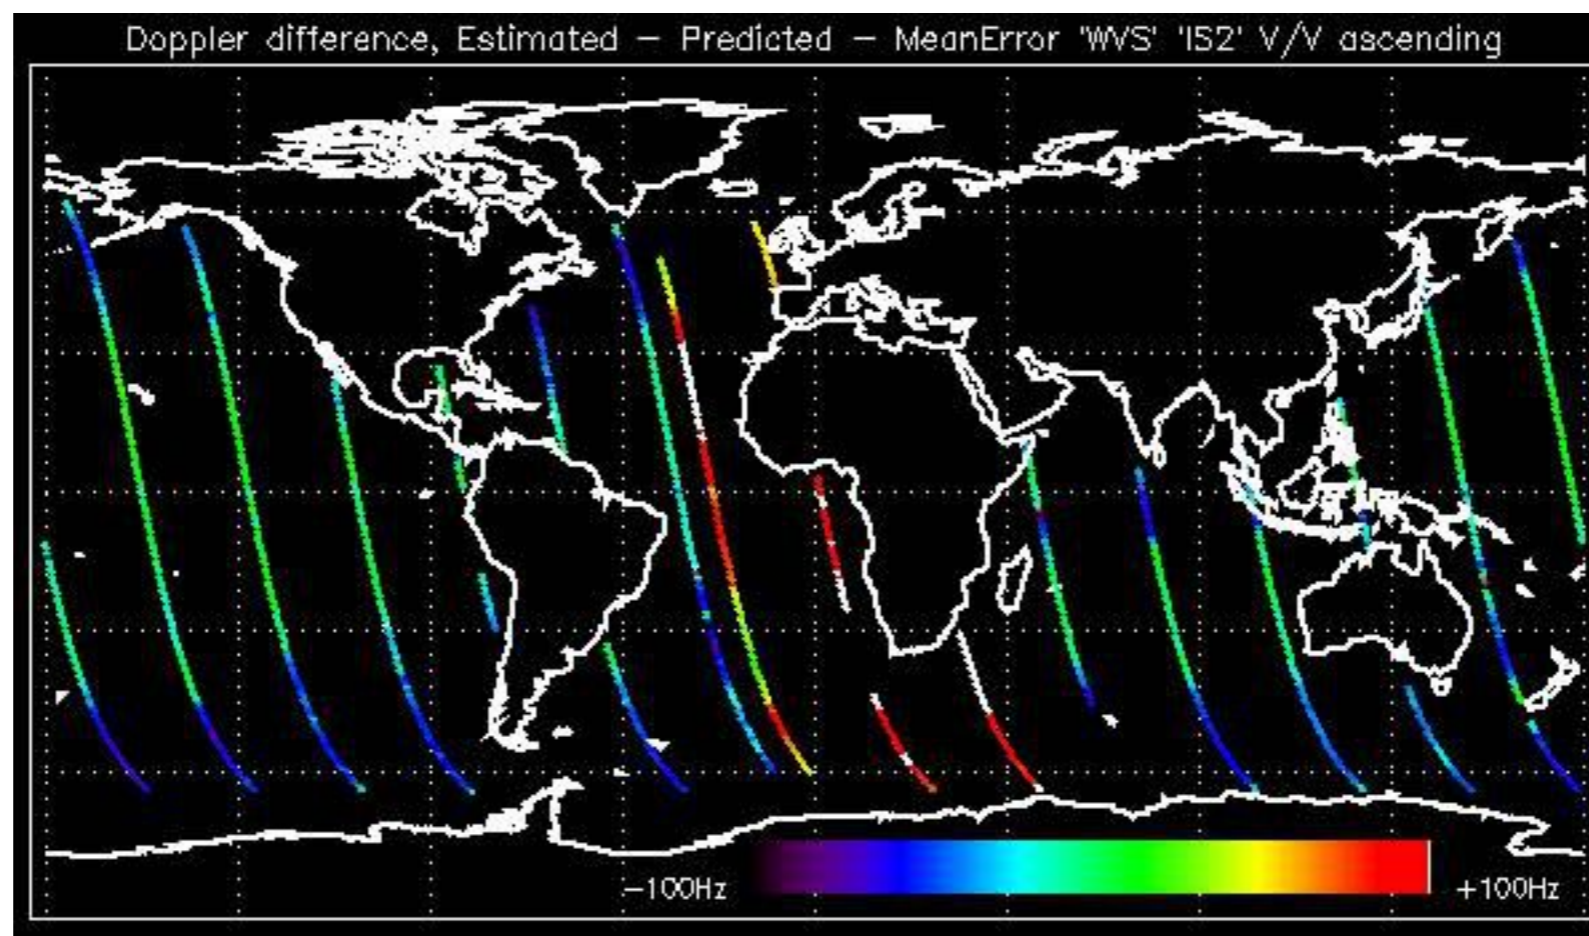 Doppler difference, Estimated – Predicted – MeanError 'WVS' 'IS2' V/V ascending
–100Hz +100Hz